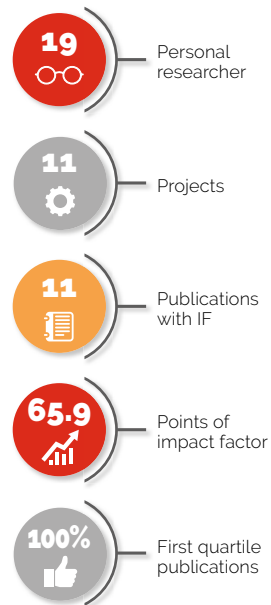 19
Personal
researcher
11
Projects
11
Publications
with IF
65.9
Points of
impact factor
100%
First quartile
publications